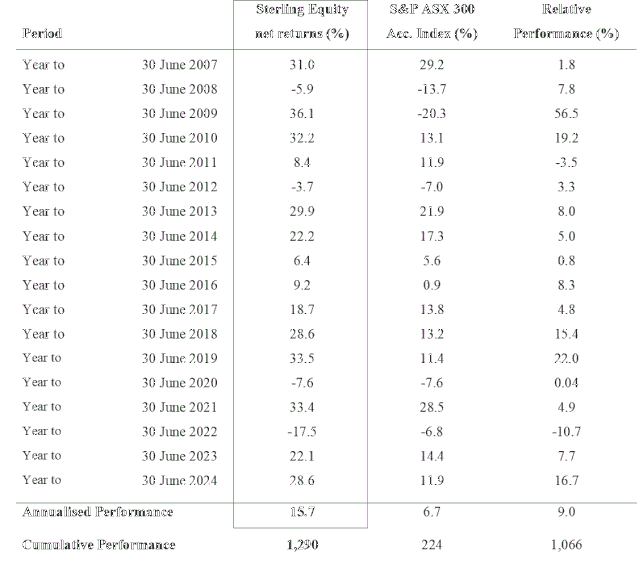 Sterling Equity S&P ASX 300 Relative
Period net returns (%) Acc. Index (%) Performance (%)
Year to 30 June 2007 31.0 29.2 1.8
Year to 30 June 2008 -5.9 -13.7 7.8
Year to 30 June 2009 36.1 -20.3 56.5
Year to 30 June 2010 32.2 13.1 19.2
Year to 30 June 2011 8.4 11.9 -3.5
Year to 30 June 2012 -3.7 -7.0 3.3
Year to 30 June 2013 29.9 21.9 8.0
Year to 30 June 2014 22.2 17.3 5.0
Year to 30 June 2015 6.4 5.6 0.8
Year to 30 June 2016 9.2 0.9 8.3
Year to 30 June 2017 18.7 13.8 4.8
Year to 30 June 2018 28.6 13.2 15.4
Year to 30 June 2019 33.5 11.4 22.0
Year to 30 June 2020 -7.6 -7.6 0.04
Year to 30 June 2021 33.4 28.5 4.9
Year to 30 June 2022 -17.5 -6.8 -10.7
Year to 30 June 2023 22.1 14.4 7.7
Year to 30 June 2024 28.6 11.9 16.7
Annualised Performance 15.7 6.7 9.0
Cumulative Performance 1,290 224 1,066